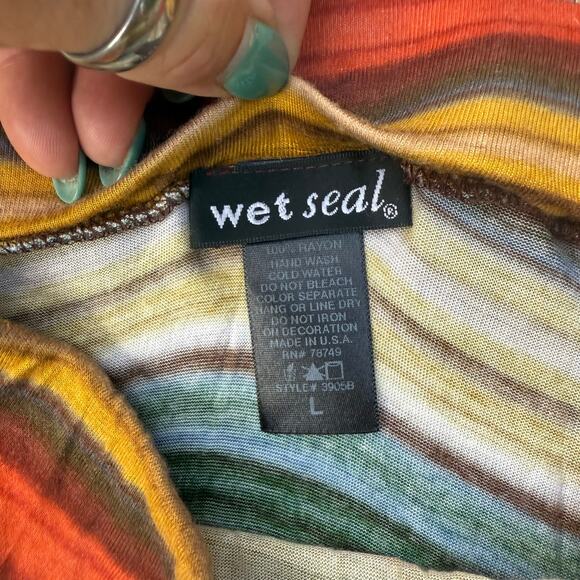 wet seal®
100% RAYON
HAND WASH
COLD WATER
DO NOT BLEACH
COLOR SEPARATE
HANG OR LINE DRY
DO NOT IRON
ON DECORATION
MADE IN U.S.A.
RN# 78749
STYLE# 3905B
L